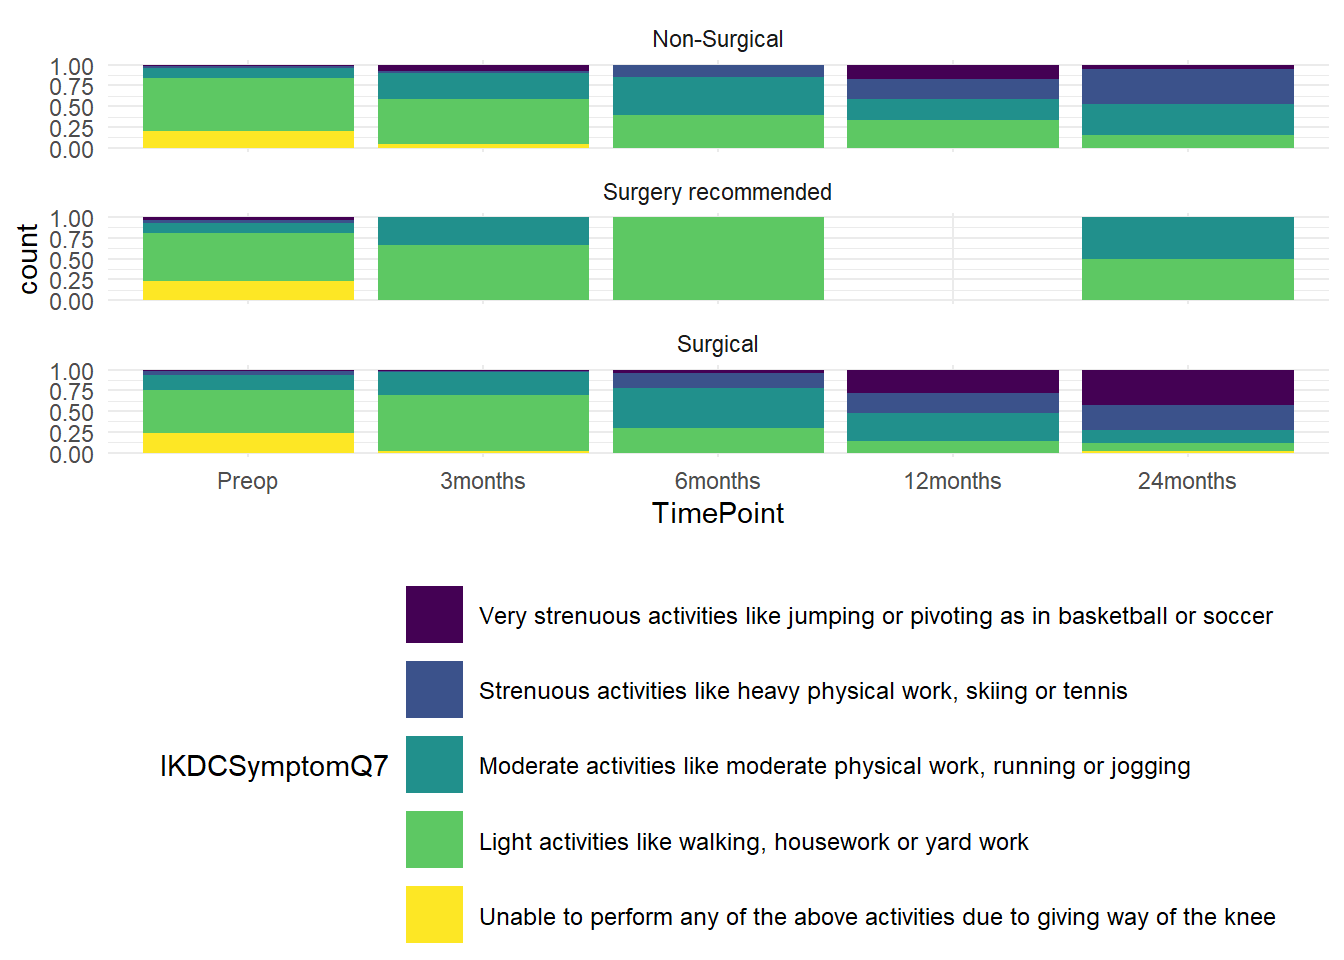 Non-Surgical
1.00
0.75
0.50
0.25
0.00
Surgery recommended
1.00
0.75
0.50
0.25
0.00
count
Surgical
1.00
0.75
0.50
0.25
0.00
Preop 3months 6months 12months 24months
TimePoint
IKDCSymptomQ7
Very strenuous activities like jumping or pivoting as in basketball or soccer
Strenuous activities like heavy physical work, skiing or tennis
Moderate activities like moderate physical work, running or jogging
Light activities like walking, housework or yard work
Unable to perform any of the above activities due to giving way of the knee